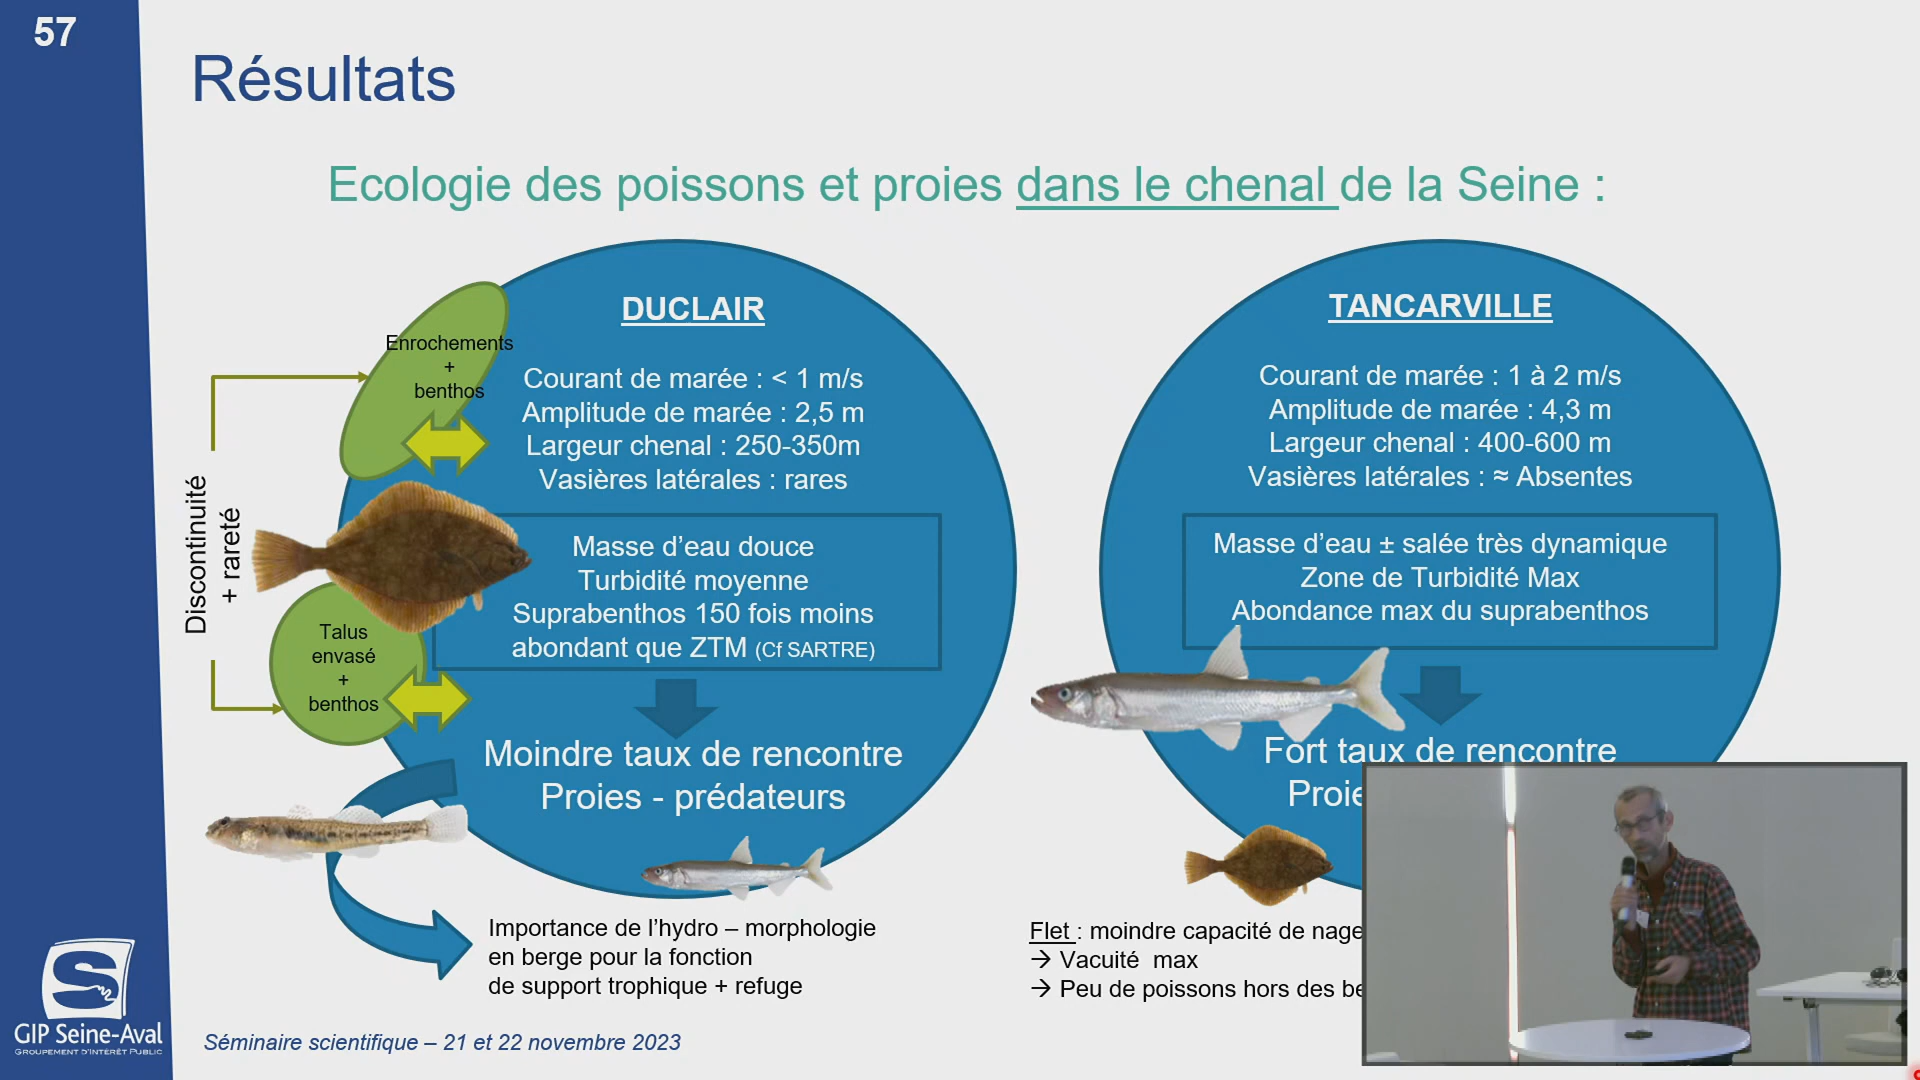 57
Résultats
Ecologie des poissons et proies dans le chenal de la Seine :
DUCLAIR
Courant de marée : < 1 m/s
Amplitude de marée : 2,5 m
Largeur chenal : 250-350m
Vasières latérales : rares
Masse d'eau douce
Turbidité moyenne
Suprabenthos 150 fois moins
abondant que ZTM (Cf SARTRE)
Moindre taux de rencontre
Proies - prédateurs
Enrochements
+
benthos
Discontinuité
+ rareté
Talus
envasé
+
benthos
Importance de l'hydro – morphologie
en berge pour la fonction
de support trophique + refuge
TANCARVILLE
Courant de marée : 1 à 2 m/s
Amplitude de marée : 4,3 m
Largeur chenal : 400-600 m
Vasières latérales : ≈ Absentes
Masse d'eau ± salée très dynamique
Zone de Turbidité Max
Abondance max du suprabenthos
Fort taux de rencontre
Flet : moindre capacité de nage
→ Vacuité max
→ Peu de poissons hors des
GIP Seine-Aval
GROUPEMENT D'INTÉRÊT PUBLIC
Séminaire scientifique – 21 et 22 novembre 2023